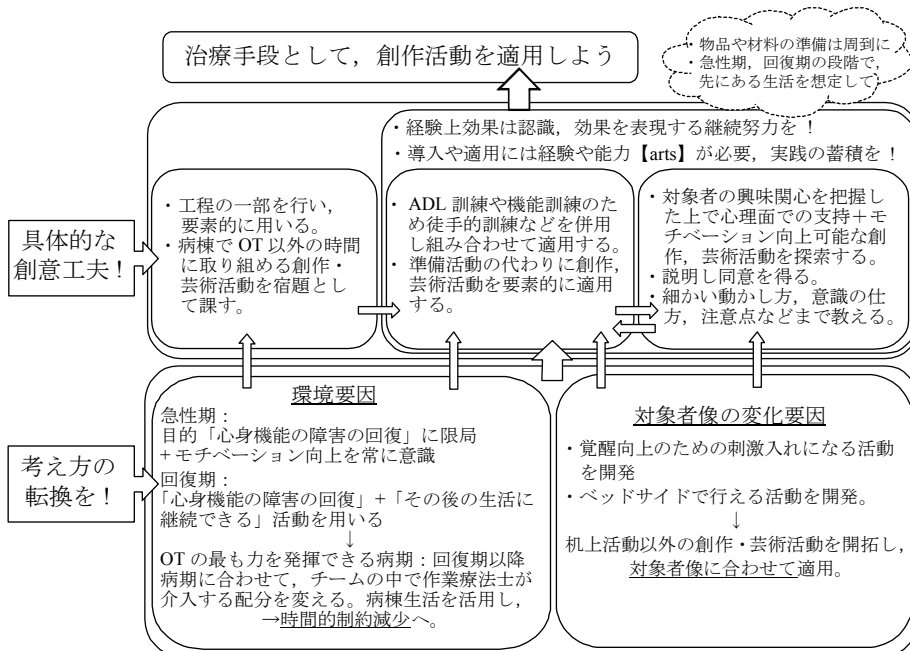 治療手段として，創作活動を適用しよう
・物品や材料の準備は周到に
・急性期，回復期の段階で，
先にある生活を想定して
・経験上効果は認識，効果を表現する継続努力を！
・導入や適用には経験や能力【arts】が必要，実践の蓄積を！
具体的な
創意工夫！
・工程の一部を行い，
要素的に用いる。
・病棟で OT 以外の時間
に取り組める創作・
芸術活動を宿題とし
て課す。
・ADL 訓練や機能訓練のた
め徒手的訓練などを併用
し組み合わせて適用する。
・準備活動の代わりに創作，
芸術活動を要素的に適用
する。
・対象者の興味関心を把握し
た上で心理面での支持＋モ
チベーション向上可能な創
作，芸術活動を探索する。
・説明し同意を得る。
・細かい動かし方，意識の仕
方，注意点などまで教える。
考え方の
転換を！
環境要因
急性期：
目的「心身機能の障害の回復」に限局
＋モチベーション向上を常に意識
回復期：
「心身機能の障害の回復」＋「その後の生活に
継続できる」活動を用いる
↓
OT の最も力を発揮できる病期：回復期以降
病期に合わせて，チームの中で作業療法士が
介入する配分を変える。病棟生活を活用し，
→時間的制約減少へ。
対象者像の変化要因
・覚醒向上のための刺激入れになる活動
を開発
・ベッドサイドで行える活動を開発。
↓
机上活動以外の創作・芸術活動を開拓し，
対象者像に合わせて適用。